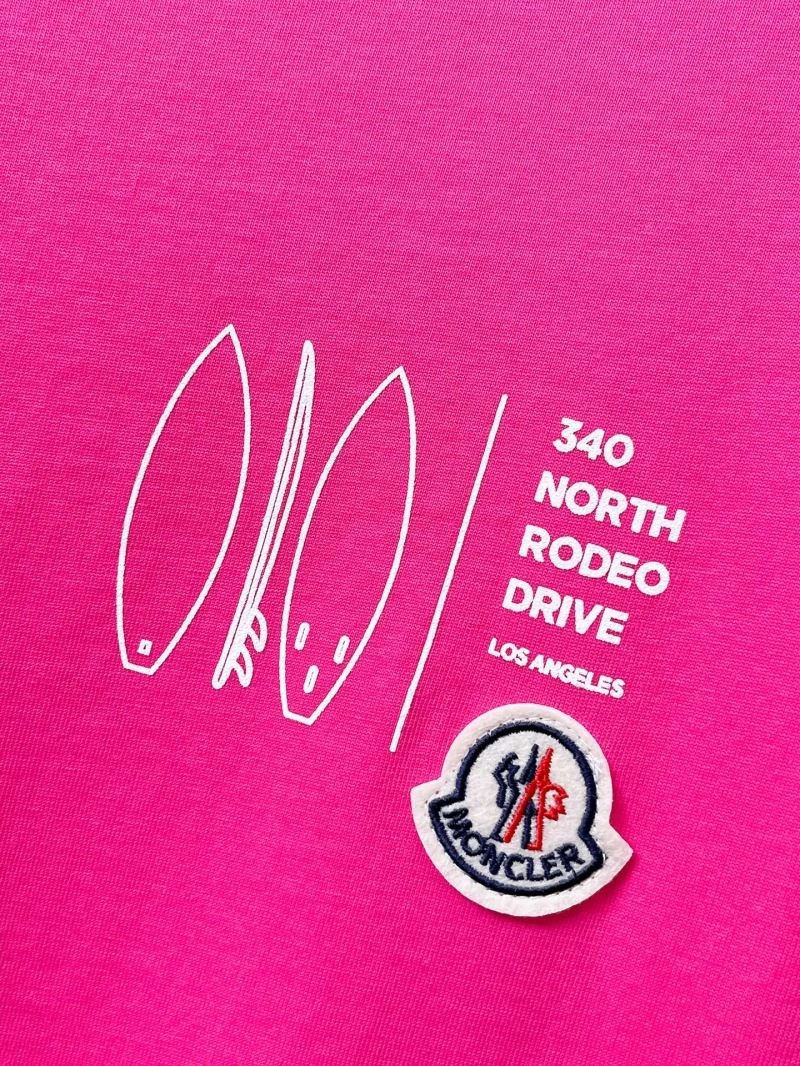 340
NORTH
RODEO
DRIVE
LOS ANGELES
MONCLER